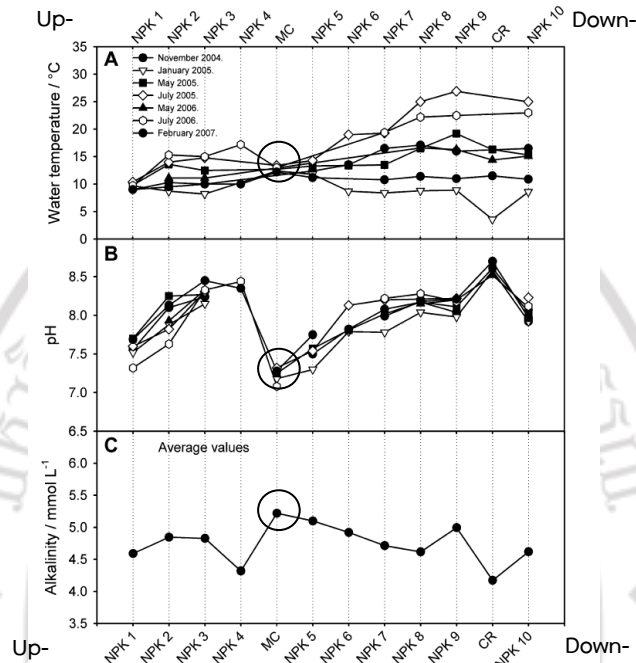 Up-
Down-
NPK 1 NPK 2 NPK 3 NPK 4 MC NPK 5 NPK 6 NPK 7 NPK 8 NPK 9 CR NPK 10
A
Water temperature / °C
35
30
25
20
15
10
5
0
November 2004.
January 2005.
May 2005.
July 2005.
May 2006.
July 2006.
February 2007.
B
pH
8.5
8.0
7.5
7.0
6.5
C
Average values
Alkalinity / mmol L⁻¹
6.0
5.5
5.0
4.5
4.0
3.5
NPK 1 NPK 2 NPK 3 NPK 4 MC NPK 5 NPK 6 NPK 7 NPK 8 NPK 9 CR NPK 10
Up-
Down-